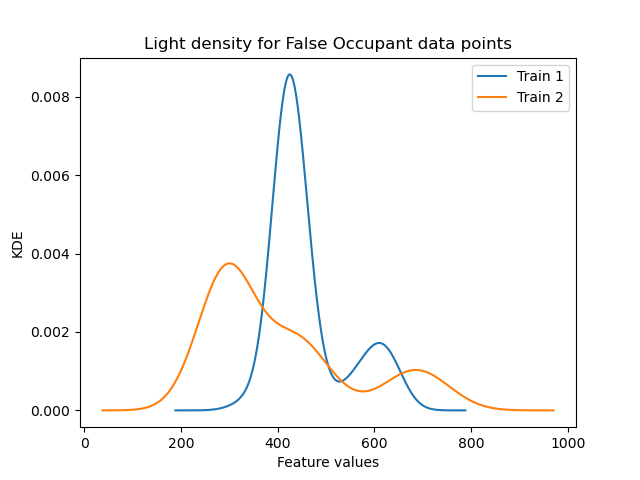 Light density for False Occupant data points
Train 1
Train 2
KDE
0.008
0.006
0.004
0.002
0.000
0
200
400
600
800
1000
Feature values